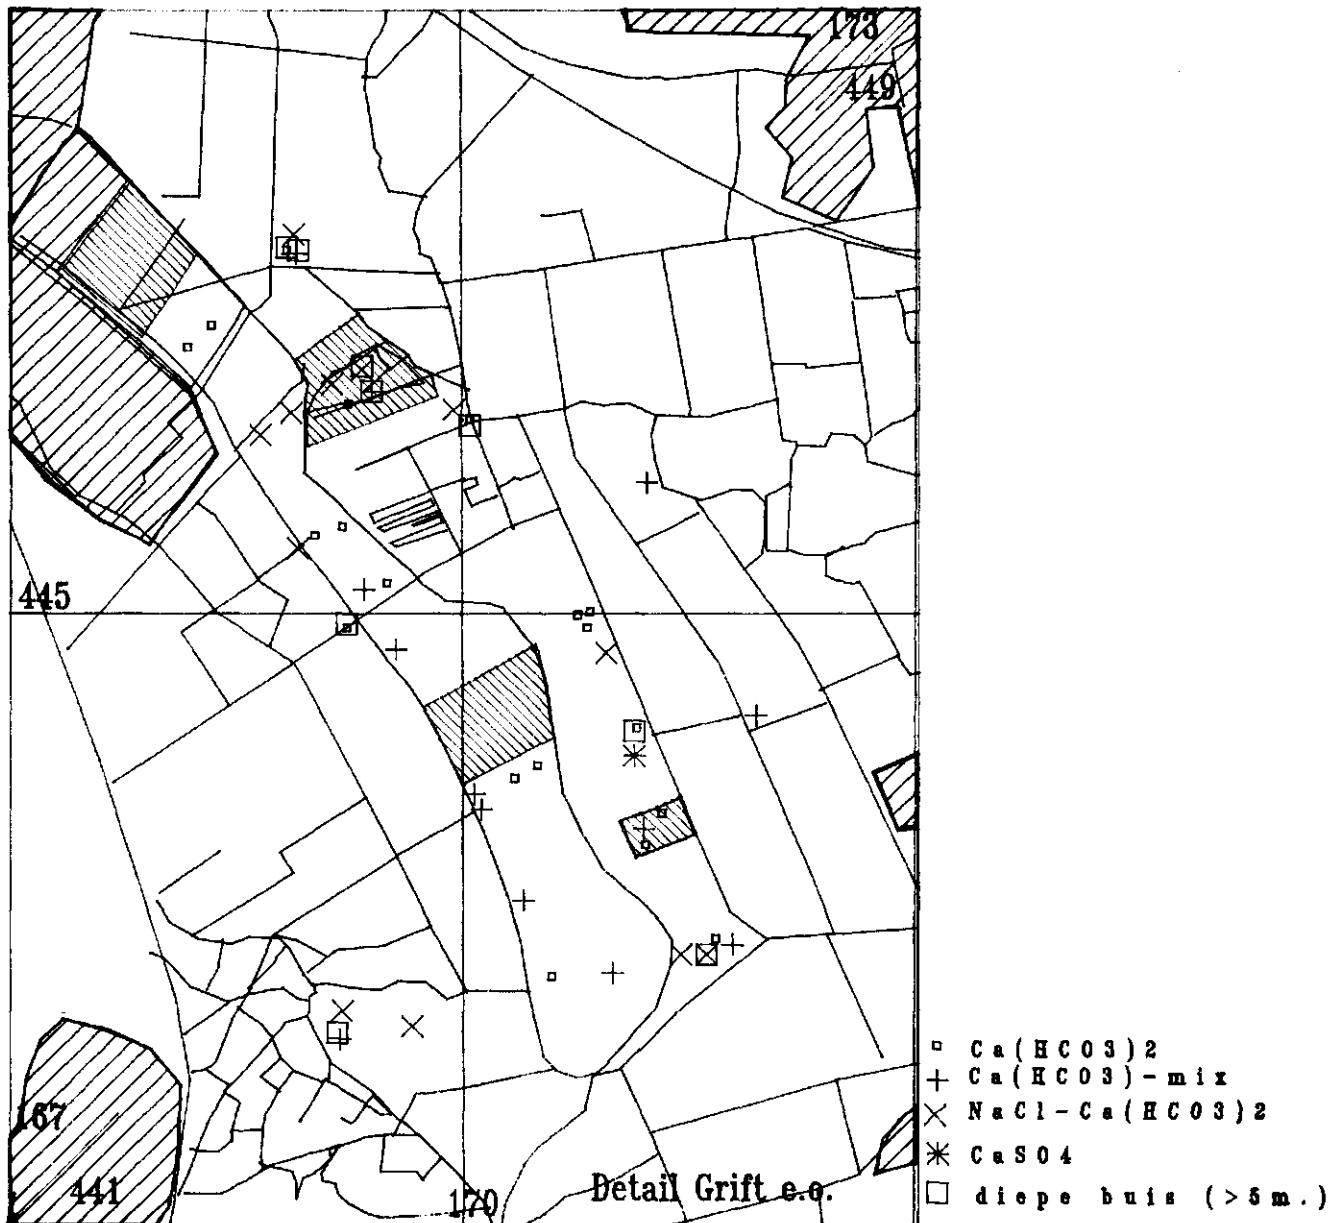 173
449
445
167
441
170
Detail Grift e.o.
Ca(HCO3)2
Ca(HCO3)-mix
NaCl-Ca(HCO3)2
CaSO4
diepe buis (>5m.)